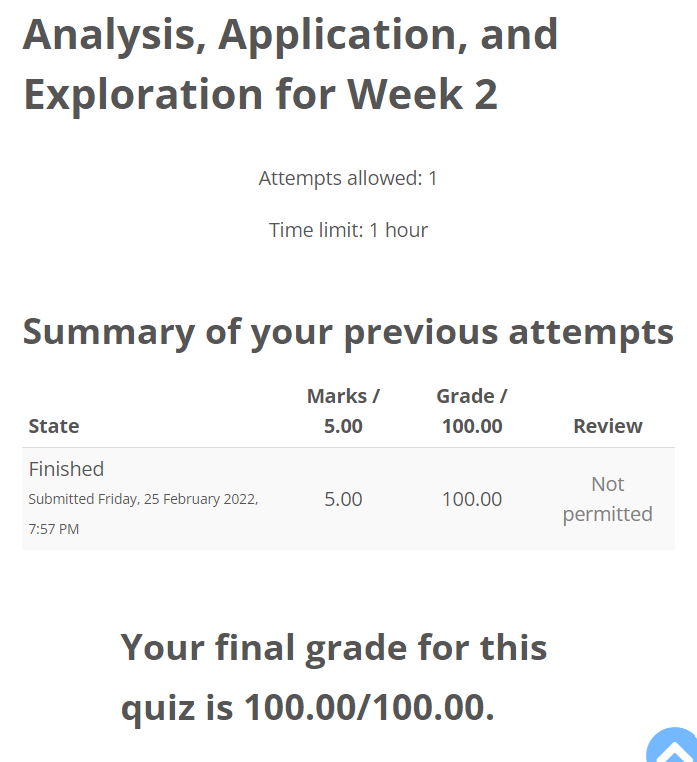 Analysis, Application, and
Exploration for Week 2
Attempts allowed: 1
Time limit: 1 hour
Summary of your previous attempts
State Marks / 5.00 Grade / 100.00 Review
Finished
Submitted Friday, 25 February 2022,
7:57 PM
5.00 100.00 Not permitted
Your final grade for this
quiz is 100.00/100.00.